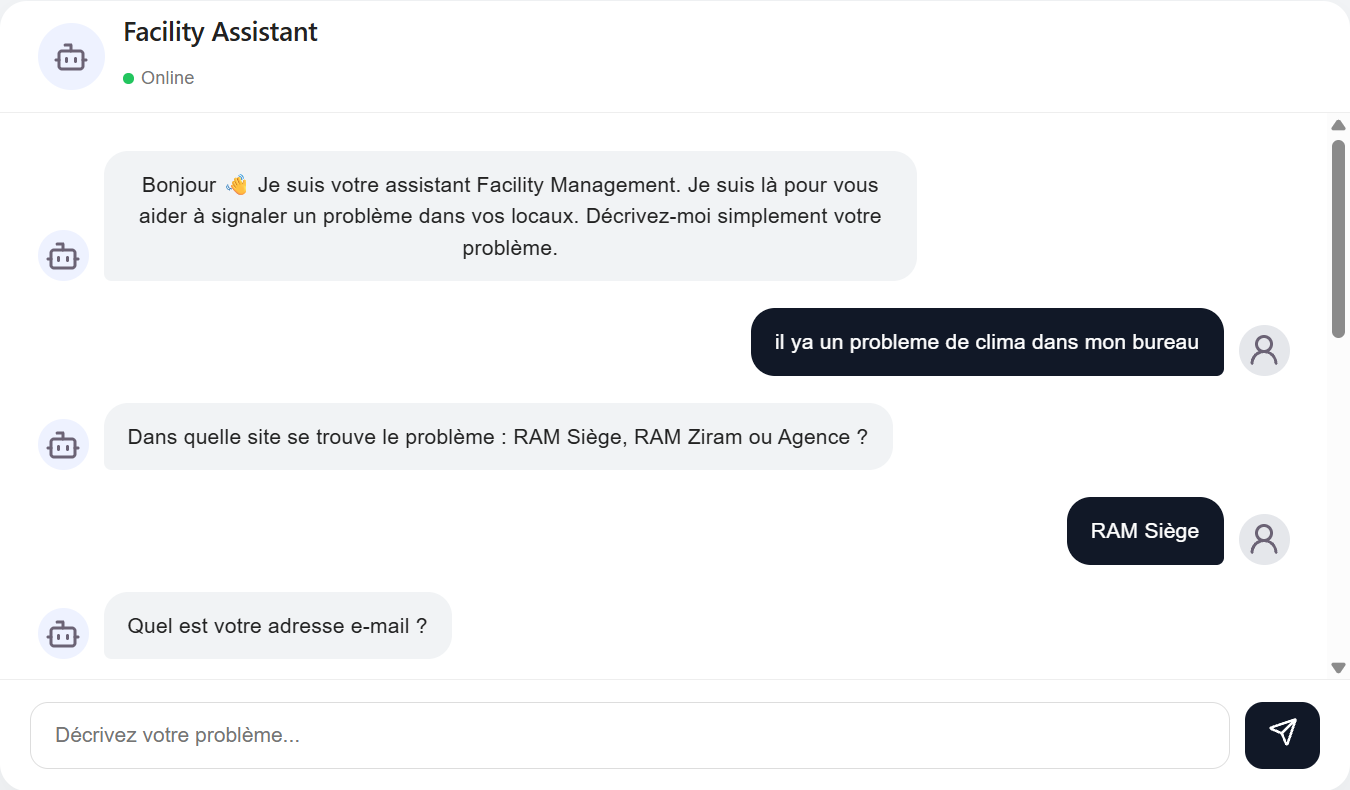 Facility Assistant
Online
Bonjour 👋 Je suis votre assistant Facility Management. Je suis là pour vous
aider à signaler un problème dans vos locaux. Décrivez-moi simplement votre
problème.
il ya un probleme de clima dans mon bureau
Dans quelle site se trouve le problème : RAM Siège, RAM Ziram ou Agence ?
RAM Siège
Quel est votre adresse e-mail ?
Décrivez votre problème...